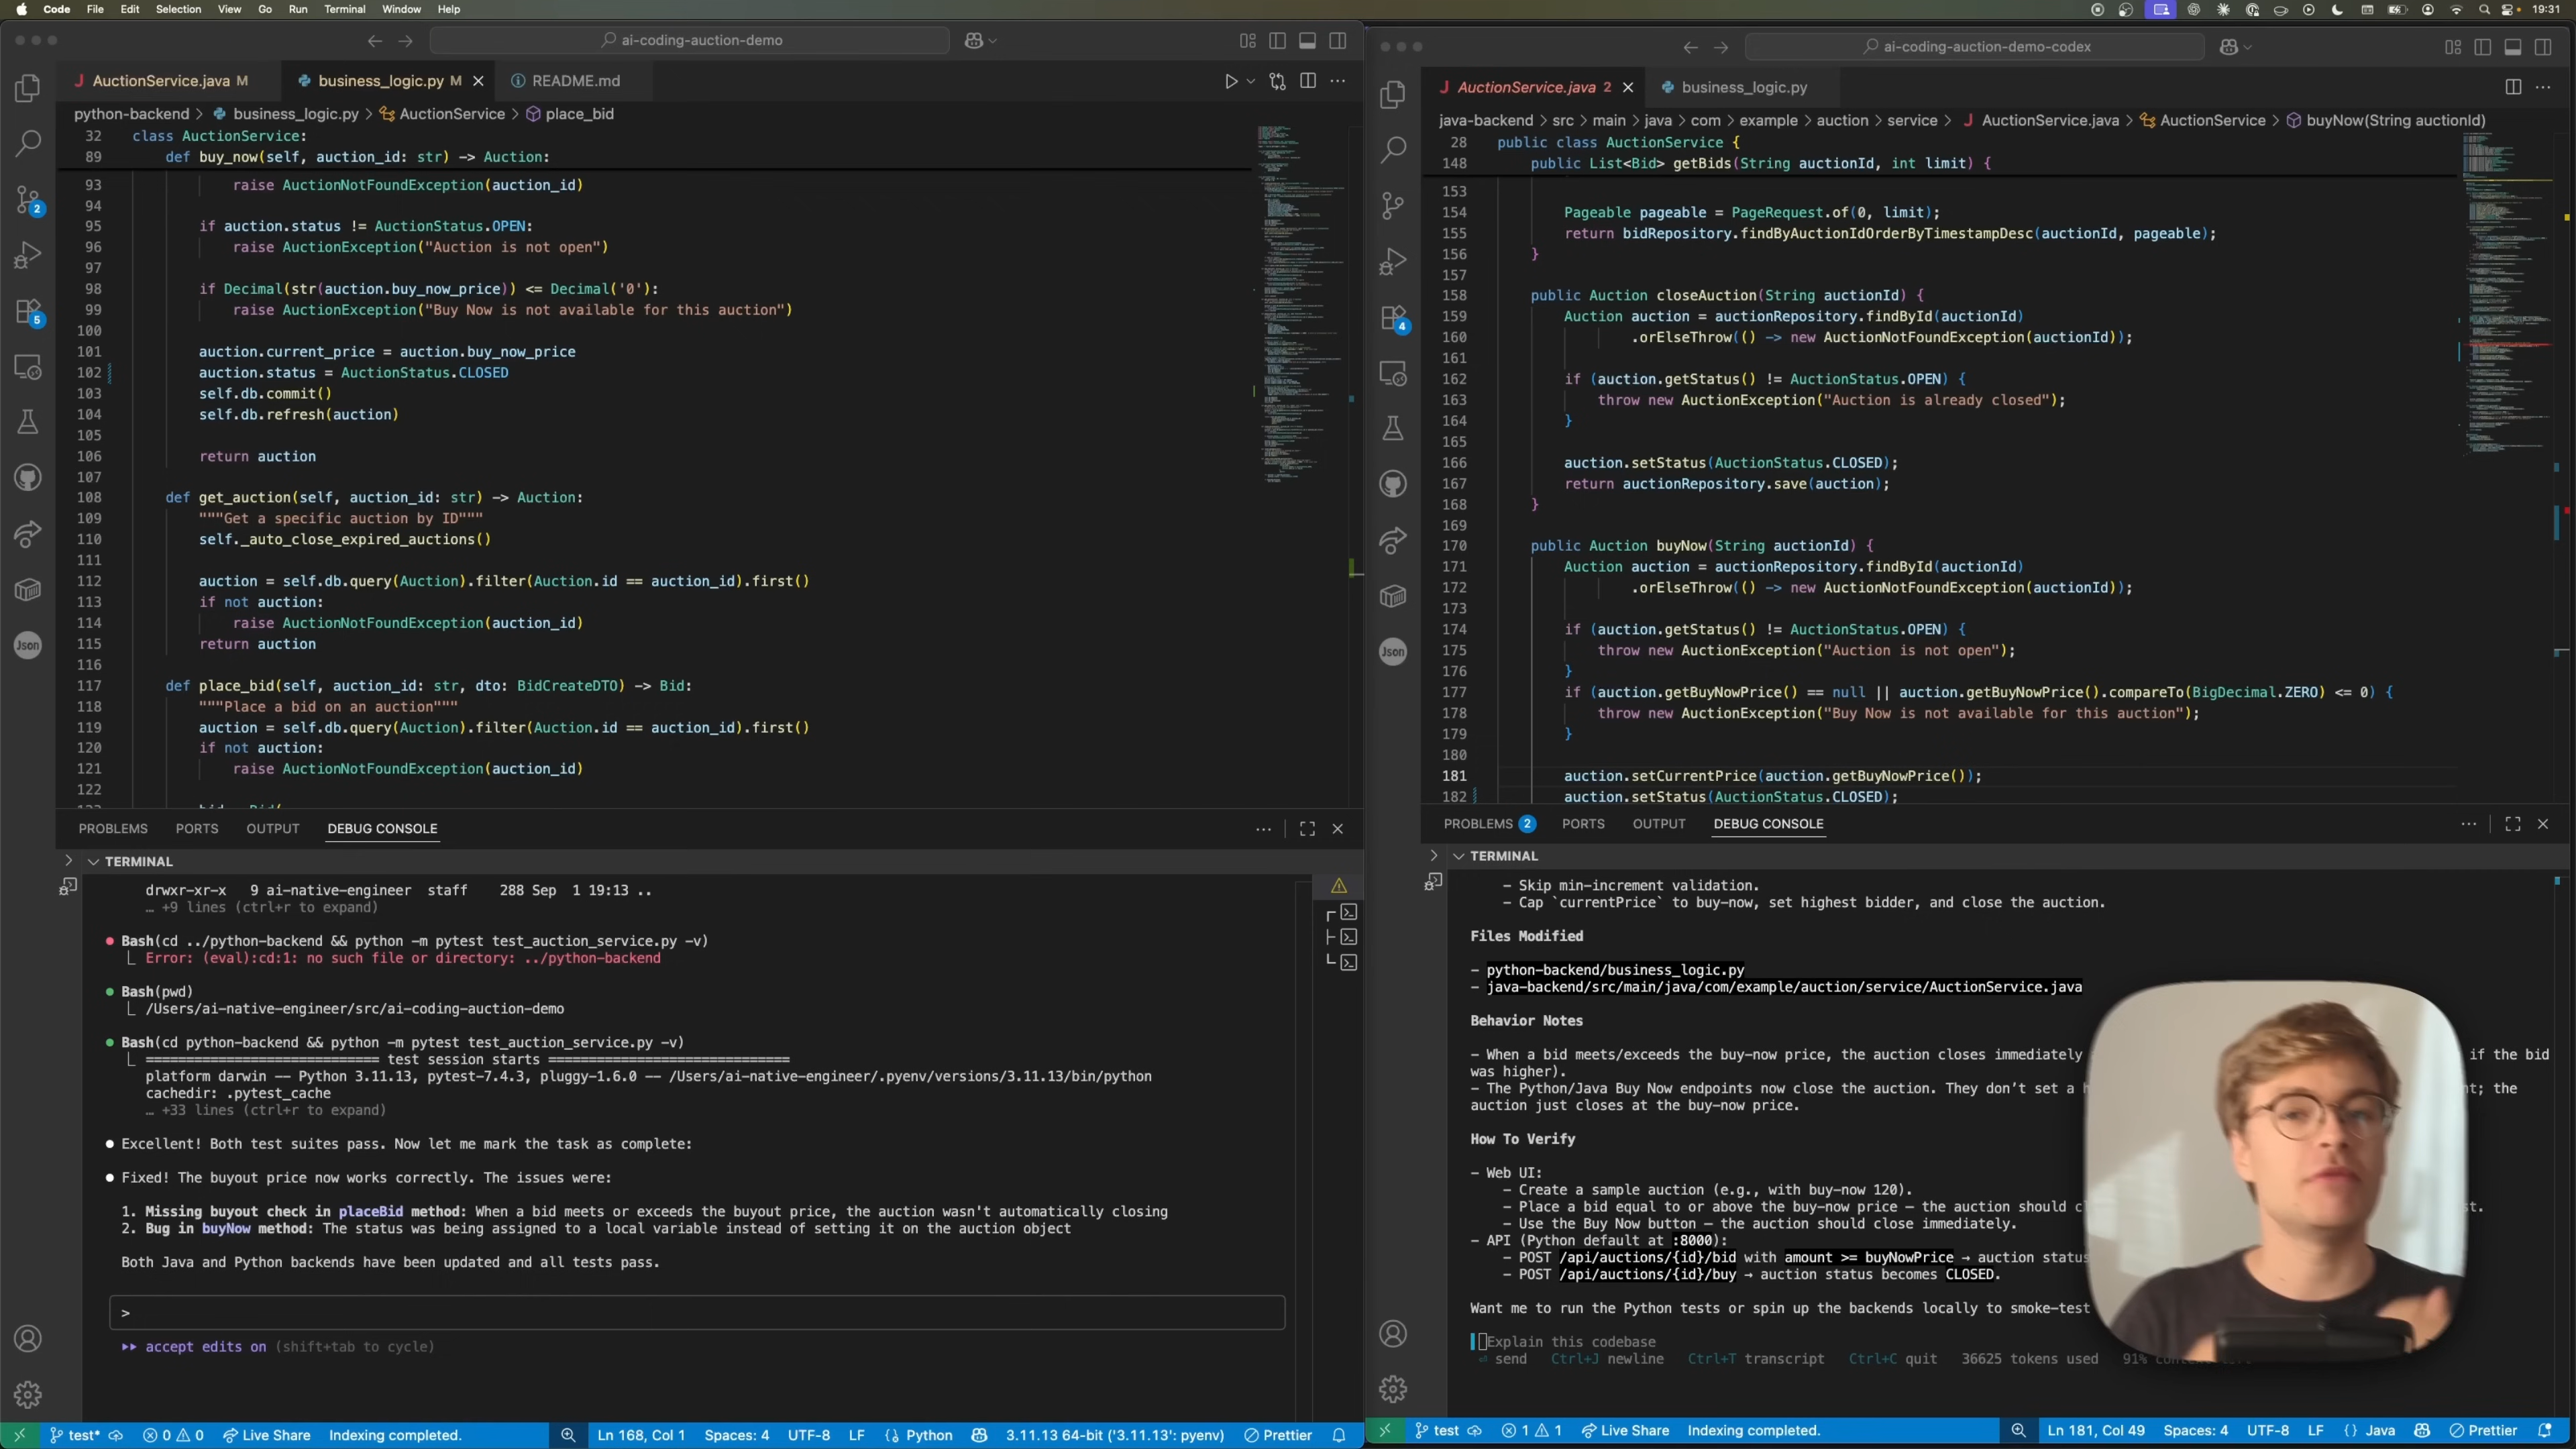 Code File Edit Selection View Go Run Terminal Window Help
19:31
ai-coding-auction-demo
AuctionService.java M
business_logic.py M
README.md
python-backend > business_logic.py > AuctionService > place_bid
32 class AuctionService:
89 def buy_now(self, auction_id: str) -> Auction:
93 raise AuctionNotFoundException(auction_id)
94
95 if auction.status != AuctionStatus.OPEN:
96 raise AuctionException("Auction is not open")
97
98 if Decimal(str(auction.buy_now_price)) <= Decimal('0'):
99 raise AuctionException("Buy Now is not available for this auction")
100
101 auction.current_price = auction.buy_now_price
102 auction.status = AuctionStatus.CLOSED
103 self.db.commit()
104 self.db.refresh(auction)
105
106 return auction
107
108 def get_auction(self, auction_id: str) -> Auction:
109 """Get a specific auction by ID"""
110 self._auto_close_expired_auctions()
111
112 auction = self.db.query(Auction).filter(Auction.id == auction_id).first()
113 if not auction:
114 raise AuctionNotFoundException(auction_id)
115 return auction
116
117 def place_bid(self, auction_id: str, dto: BidCreateDTO) -> Bid:
118 """Place a bid on an auction"""
119 auction = self.db.query(Auction).filter(Auction.id == auction_id).first()
120 if not auction:
121 raise AuctionNotFoundException(auction_id)
122
2
5
Json
PROBLEMS PORTS OUTPUT DEBUG CONSOLE
TERMINAL
drwxr-xr-x 9 ai-native-engineer staff 288 Sep 1 19:13 ..
… +9 lines (ctrl+r to expand)
Bash(cd ../python-backend && python -m pytest test_auction_service.py -v)
Error: (eval):cd:1: no such file or directory: ../python-backend
Bash(pwd)
/Users/ai-native-engineer/src/ai-coding-auction-demo
Bash(cd python-backend && python -m pytest test_auction_service.py -v)
============================ test session starts =============================
platform darwin -- Python 3.11.13, pytest-7.4.3, pluggy-1.6.0 -- /Users/ai-native-engineer/.pyenv/versions/3.11.13/bin/python
cachedir: .pytest_cache
… +33 lines (ctrl+r to expand)
Excellent! Both test suites pass. Now let me mark the task as complete:
Fixed! The buyout price now works correctly. The issues were:
1. Missing buyout check in placeBid method: When a bid meets or exceeds the buyout price, the auction wasn't automatically closing
2. Bug in buyNow method: The status was being assigned to a local variable instead of setting it on the auction object
Both Java and Python backends have been updated and all tests pass.
>
accept edits on (shift+tab to cycle)
test* 0 0 Live Share Indexing completed. Ln 168, Col 1 Spaces: 4 UTF-8 LF Python 3.11.13 64-bit ('3.11.13': pyenv) Prettier
ai-coding-auction-demo-codex
AuctionService.java 2
business_logic.py
java-backend > src > main > java > com > example > auction > service > AuctionService.java > AuctionService > buyNow(String auctionId)
28 public class AuctionService {
148 public List<Bid> getBids(String auctionId, int limit) {
153
154 Pageable pageable = PageRequest.of(0, limit);
155 return bidRepository.findByAuctionIdOrderByTimestampDesc(auctionId, pageable);
156 }
157
158 public Auction closeAuction(String auctionId) {
159 Auction auction = auctionRepository.findById(auctionId)
160 .orElseThrow(() -> new AuctionNotFoundException(auctionId));
161
162 if (auction.getStatus() != AuctionStatus.OPEN) {
163 throw new AuctionException("Auction is already closed");
164 }
165
166 auction.setStatus(AuctionStatus.CLOSED);
167 return auctionRepository.save(auction);
168 }
169
170 public Auction buyNow(String auctionId) {
171 Auction auction = auctionRepository.findById(auctionId)
172 .orElseThrow(() -> new AuctionNotFoundException(auctionId));
173
174 if (auction.getStatus() != AuctionStatus.OPEN) {
175 throw new AuctionException("Auction is not open");
176 }
177 if (auction.getBuyNowPrice() == null || auction.getBuyNowPrice().compareTo(BigDecimal.ZERO) <= 0) {
178 throw new AuctionException("Buy Now is not available for this auction");
179 }
180
181 auction.setCurrentPrice(auction.getBuyNowPrice());
182 auction.setStatus(AuctionStatus.CLOSED);
4
Json
PROBLEMS 2 PORTS OUTPUT DEBUG CONSOLE
TERMINAL
- Skip min-increment validation.
- Cap `currentPrice` to buy-now, set highest bidder, and close the auction.
Files Modified
- python-backend/business_logic.py
- java-backend/src/main/java/com/example/auction/service/AuctionService.java
Behavior Notes
- When a bid meets/exceeds the buy-now price, the auction closes immediately if the bid
was higher).
- The Python/Java Buy Now endpoints now close the auction. They don't set a the
auction just closes at the buy-now price.
How To Verify
- Web UI:
- Create a sample auction (e.g., with buy-now 120).
- Place a bid equal to or above the buy-now price – the auction should
- Use the Buy Now button – the auction should close immediately.
- API (Python default at :8000):
- POST /api/auctions/{id}/bid with amount >= buyNowPrice → auction status
- POST /api/auctions/{id}/buy → auction status becomes CLOSED.
Want me to run the Python tests or spin up the backends locally to smoke-test
Explain this codebase
send Ctrl+J newline Ctrl+T transcript Ctrl+C quit 36625 tokens used 91%
test 1 1 Live Share Indexing completed. Ln 181, Col 49 Spaces: 4 UTF-8 LF {} Java Prettier